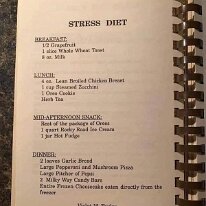 STRESS DIET
BREAKFAST:
1/2 Grapefruit
1 slice Whole Wheat Toast
8 oz. Milk
LUNCH:
4 oz. Lean Broiled Chicken Breast
1 cup Steamed Zucchini
1 Oreo Cookie
Herb Tea
MID-AFTERNOON SNACK:
Rest of the package of Oreos
1 quart Rocky Road Ice Cream
1 jar Hot Fudge
DINNER:
2 loaves Garlic Bread
Large Pepperoni and Mushroom Pizza
Large Pitcher of Pepsi
3 Milky Way Candy Bars
Entire Frozen Cheesecake eaten directly from the
freezer